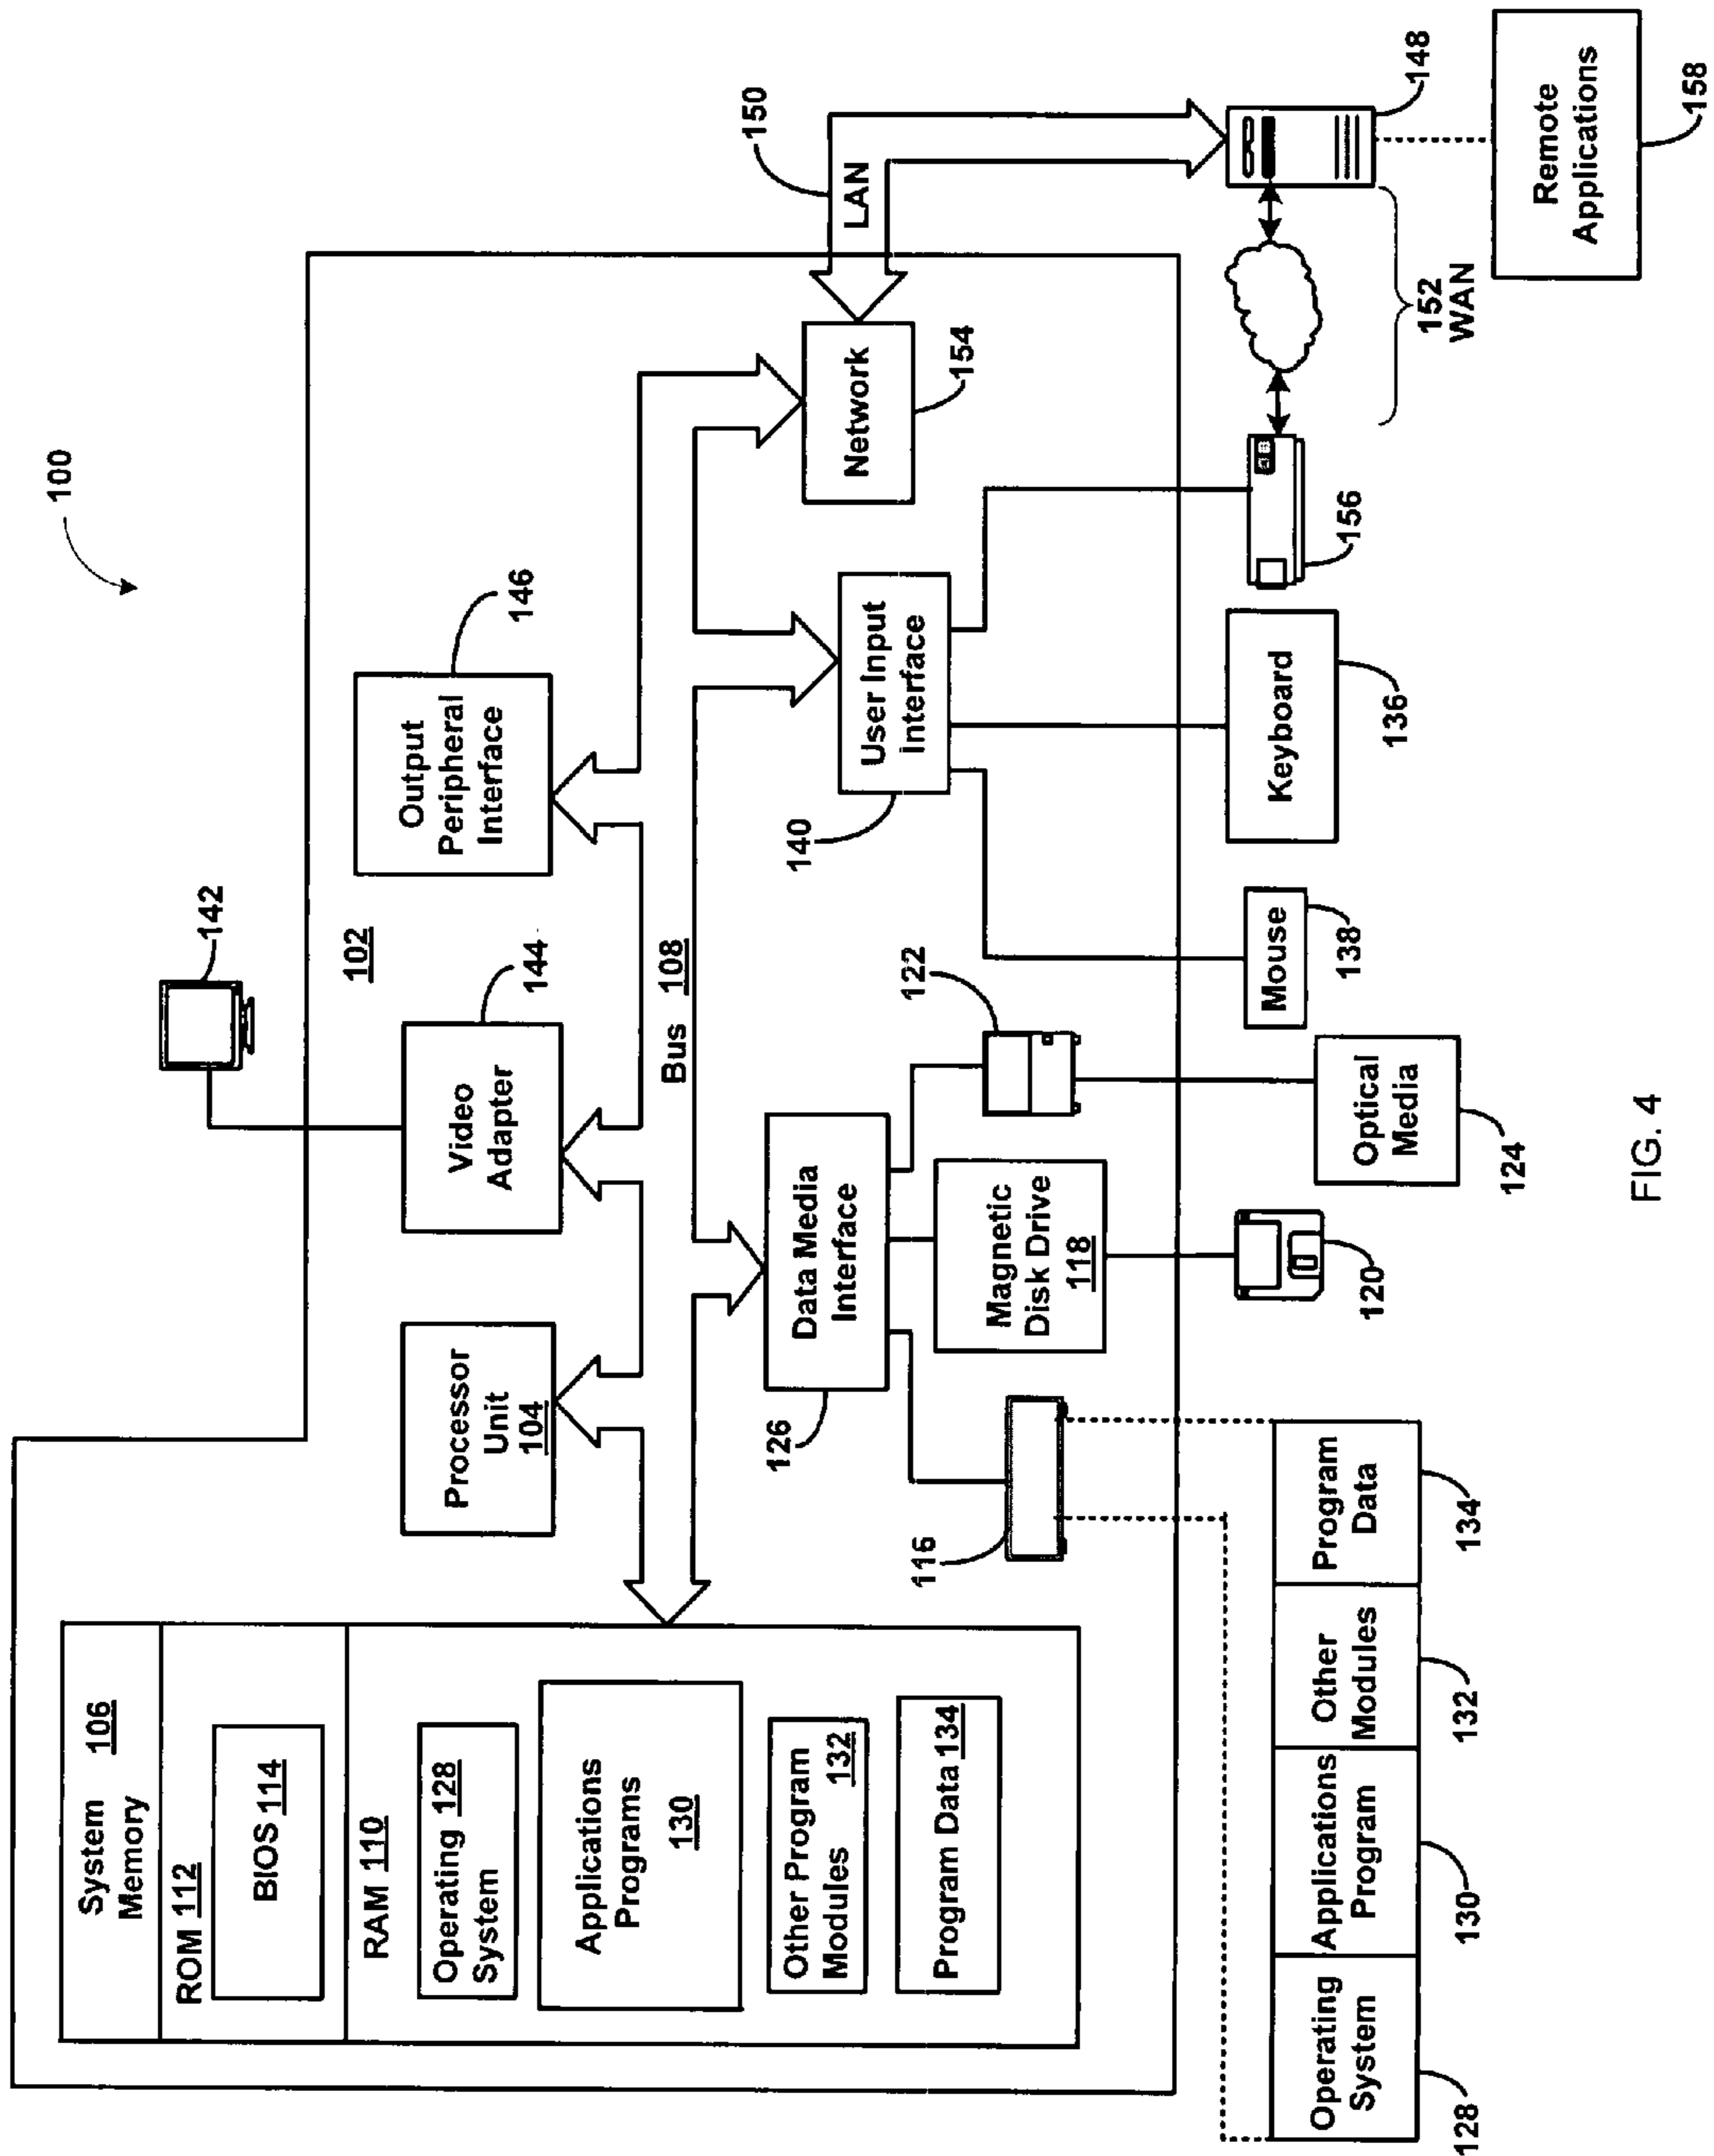 100
142
102
System
Memory
106
ROM 112
BIOS 114
RAM 110
Operating 128
System
Applications
Programs
130
Other Program
Modules 132
Program Data 134
Processor
Unit
104
Video
Adapter
144
Output
Peripheral
Interface
146
Bus 108
Data Media
Interface
126
User Input
Interface
140
Network
154
LAN
150
116
Magnetic
Disk Drive
118
122
120
Optical
Media
124
Mouse
138
Keyboard
136
156
152
WAN
148
Remote
Applications
158
Operating
System
128
Applications
Program
130
Other
Modules
132
Program
Data
134
FIG. 4